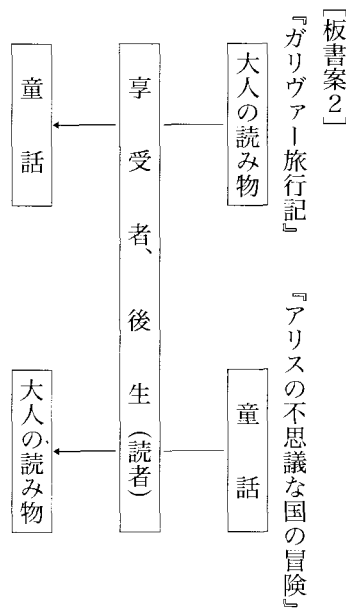 ［板書案２］
『ガリヴァー旅行記』
『アリスの不思議な国の冒険』
大人の読み物
童話
享受者、後生（読者）
童話
大人の読み物